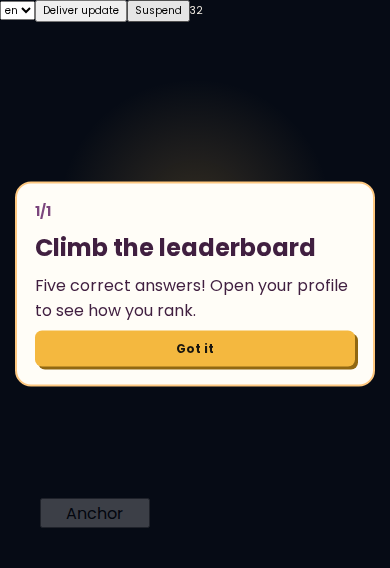 en Deliver update Suspend 32
1/1
Climb the leaderboard
Five correct answers! Open your profile
to see how you rank.
Got it
Anchor